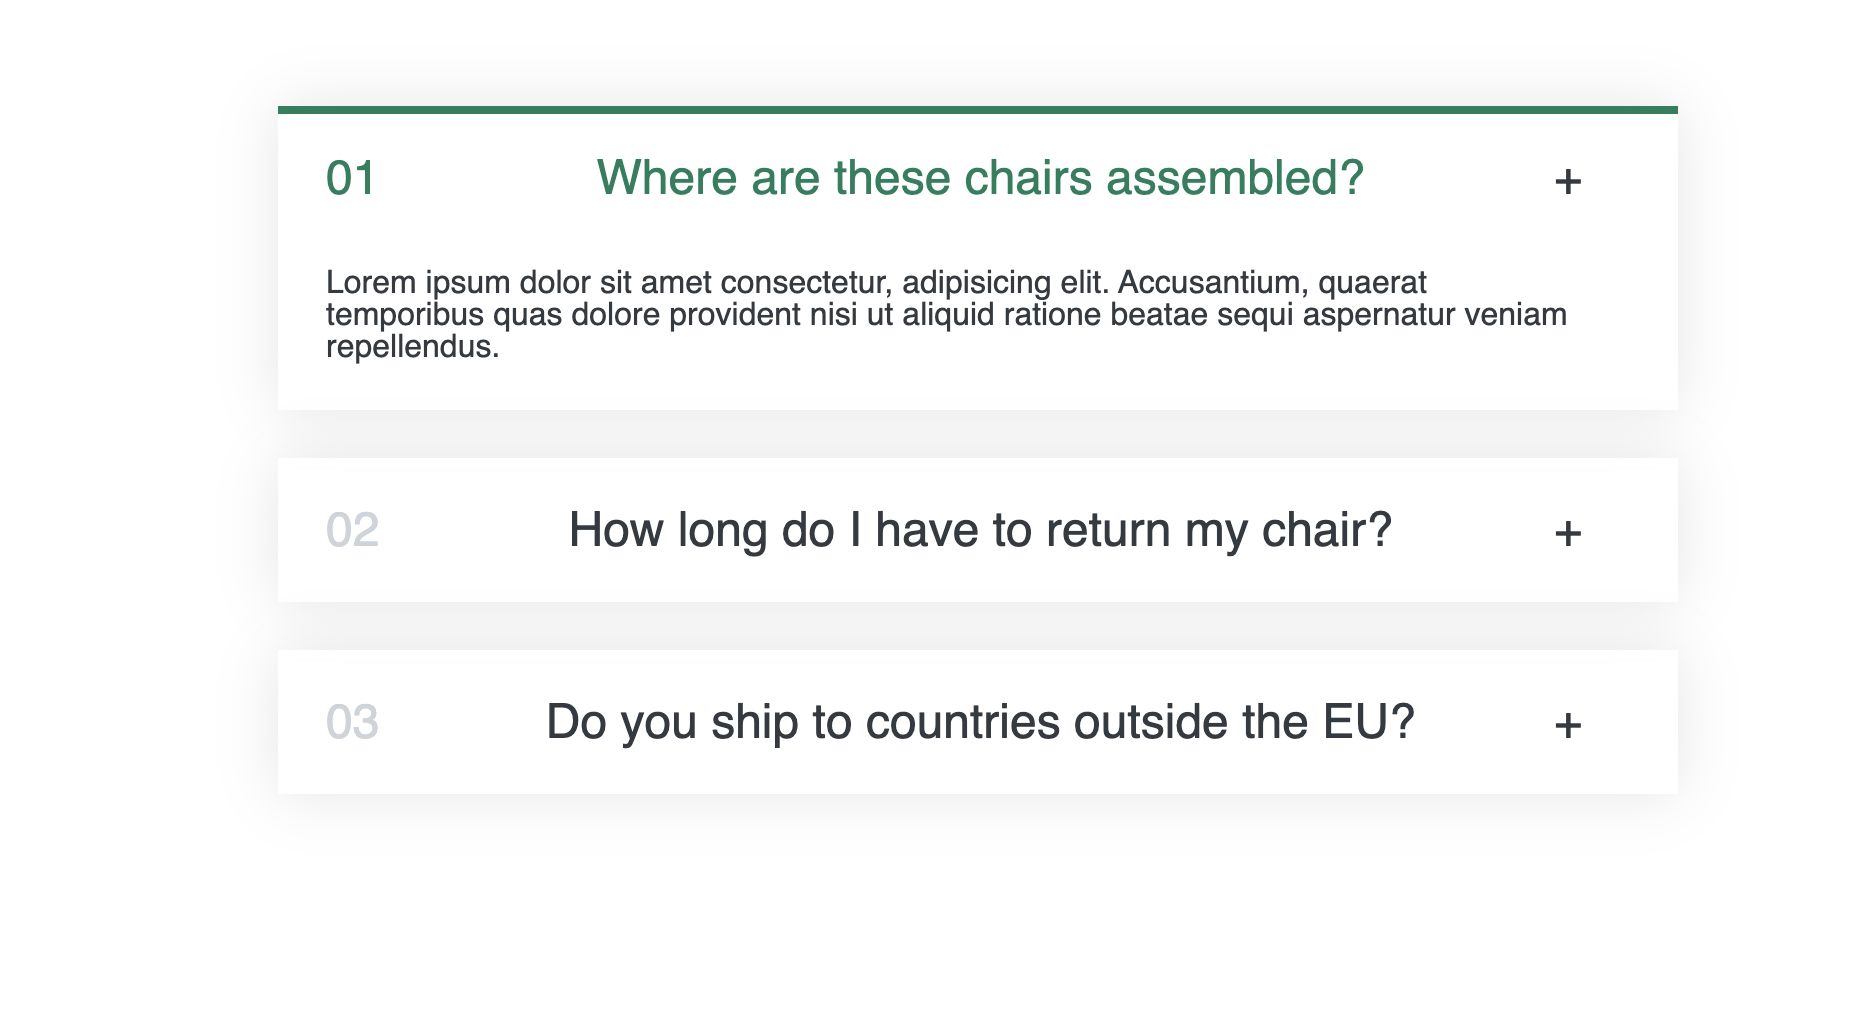 01 Where are these chairs assembled? +
Lorem ipsum dolor sit amet consectetur, adipisicing elit. Accusantium, quaerat
temporibus quas dolore provident nisi ut aliquid ratione beatae sequi aspernatur veniam
repellendus.
02 How long do I have to return my chair? +
03 Do you ship to countries outside the EU? +